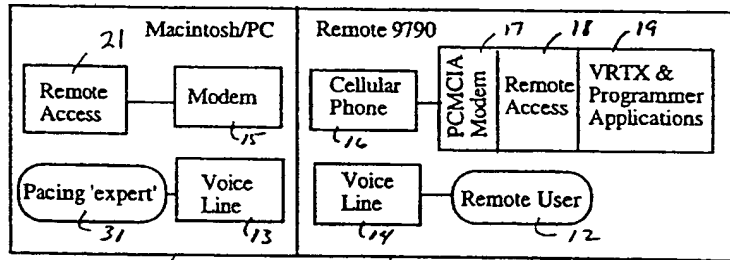 21
Macintosh/PC
Remote
Access
Modem
15
Pacing 'expert'
31
Voice
Line
13
Remote 9790
17
18
19
Cellular
Phone
16
PCMCIA
Modem
Remote
Access
VRTX &
Programmer
Applications
Voice
Line
14
Remote User
12